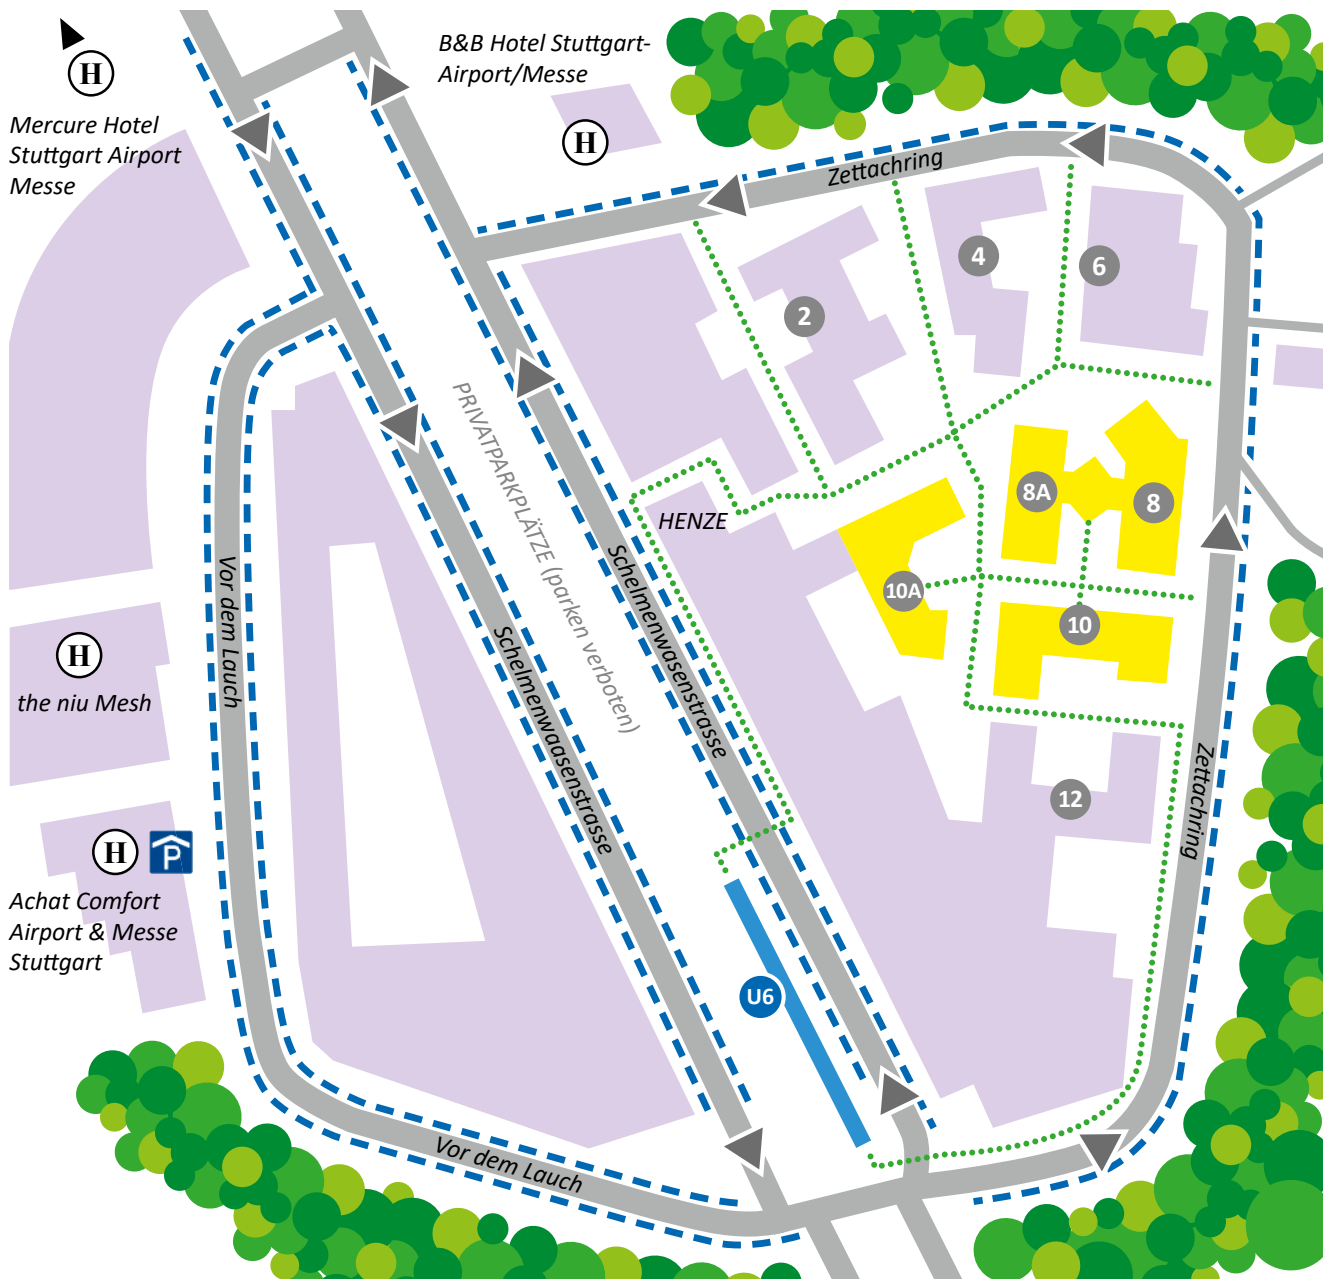 B&B Hotel Stuttgart-
Airport/Messe
H
H
Mercure Hotel
Stuttgart Airport
Messe
Zettachring
4
6
2
PRIVATPARKPLÄTZE (parken verboten)
8A
8
HENZE
Schelmenwasenstrasse
Vor dem Lauch
10A
10
Schelmenwaasenstrasse
H
the niu Mesh
Zettachring
12
H
P
Achat Comfort
Airport & Messe
Stuttgart
U6
Vor dem Lauch